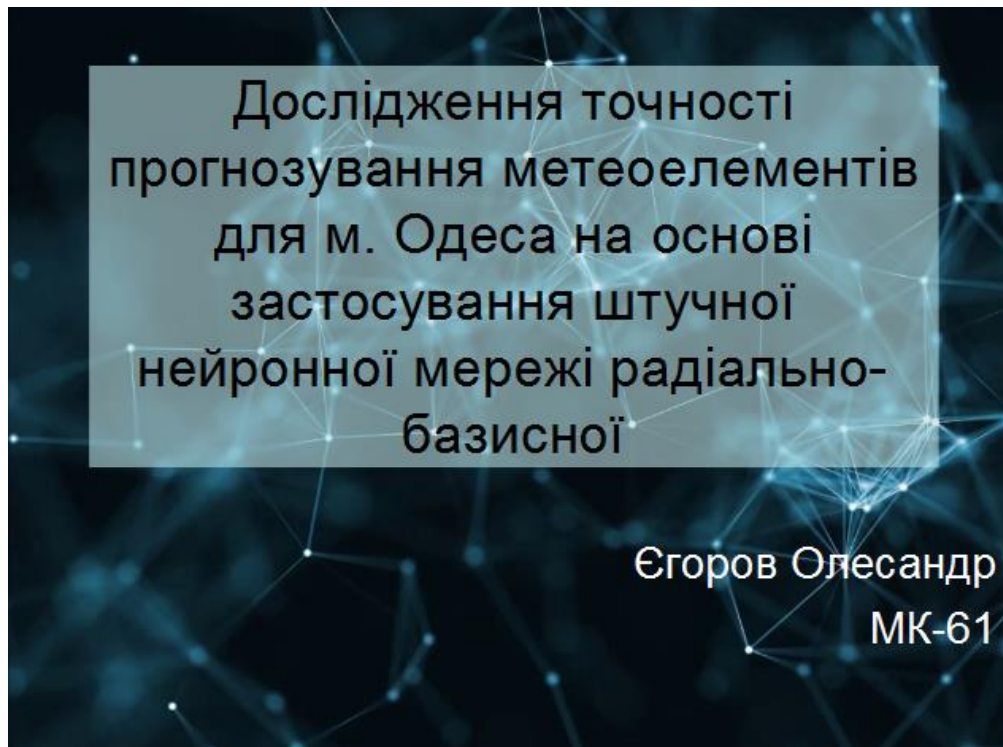 Дослідження точності
прогнозування метеоелементів
для м. Одеса на основі
застосування штучної
нейронної мережі радіально-
базисної
Єгоров Олесандр
МК-61